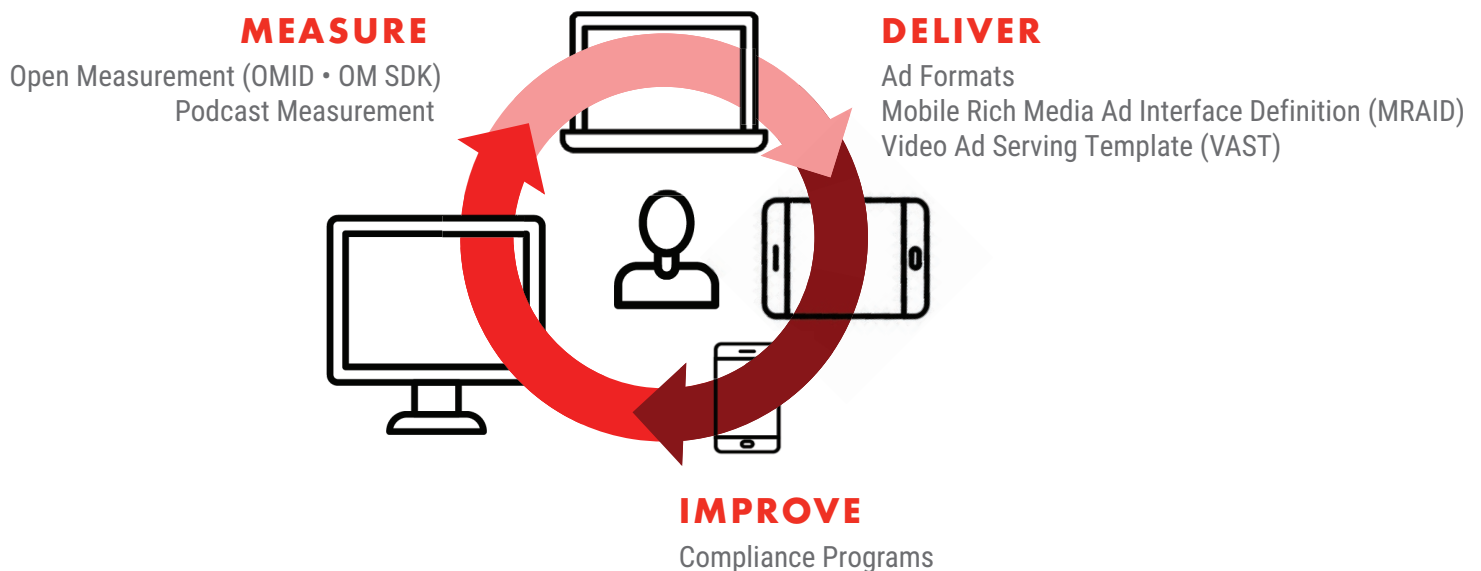 MEASURE
Open Measurement (OMID • OM SDK)
Podcast Measurement
DELIVER
Ad Formats
Mobile Rich Media Ad Interface Definition (MRAID)
Video Ad Serving Template (VAST)
IMPROVE
Compliance Programs